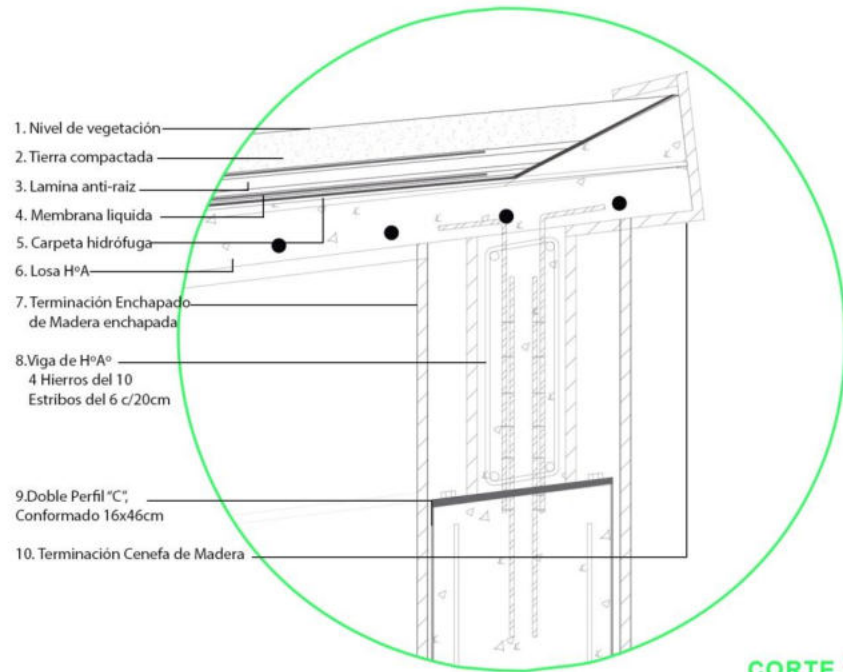 1. Nivel de vegetación
2. Tierra compactada
3. Lamina anti-raiz
4. Membrana liquida
5. Carpeta hidrófuga
6. Losa HºA
7. Terminación Enchapado
de Madera enchapada
8.Viga de HºAº
4 Hierros del 10
Estribos del 6 c/20cm
9.Doble Perfil "C",
Conformado 16x46cm
10. Terminación Cenefa de Madera
CORTE